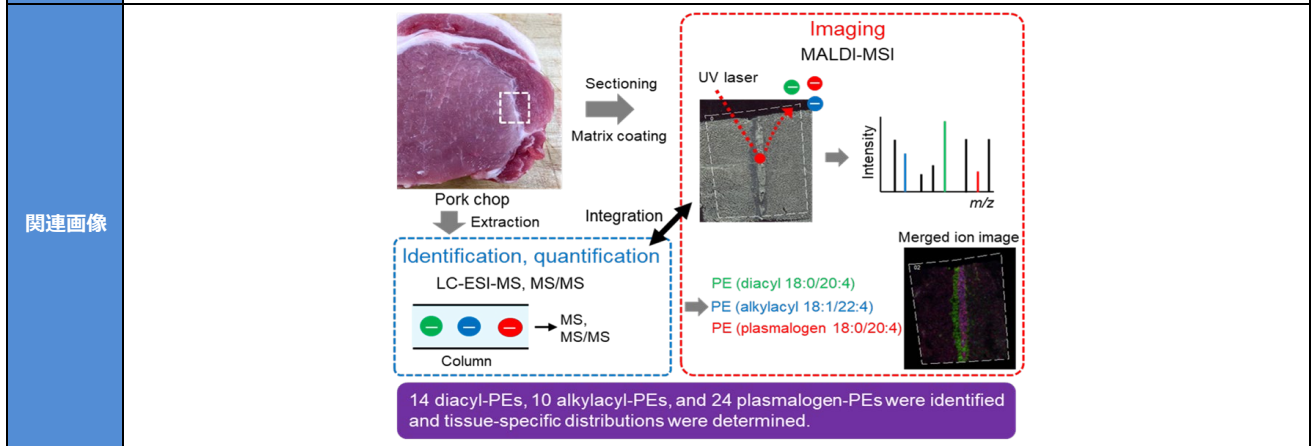 関連画像
Pork chop
Sectioning
Matrix coating
Extraction
Integration
Imaging
MALDI-MSI
UV laser
Intensity
m/z
Identification, quantification
LC-ESI-MS, MS/MS
MS,
MS/MS
Column
PE (diacyl 18:0/20:4)
PE (alkylacyl 18:1/22:4)
PE (plasmalogen 18:0/20:4)
Merged ion image
02
14 diacyl-PEs, 10 alkylacyl-PEs, and 24 plasmalogen-PEs were identified
and tissue-specific distributions were determined.